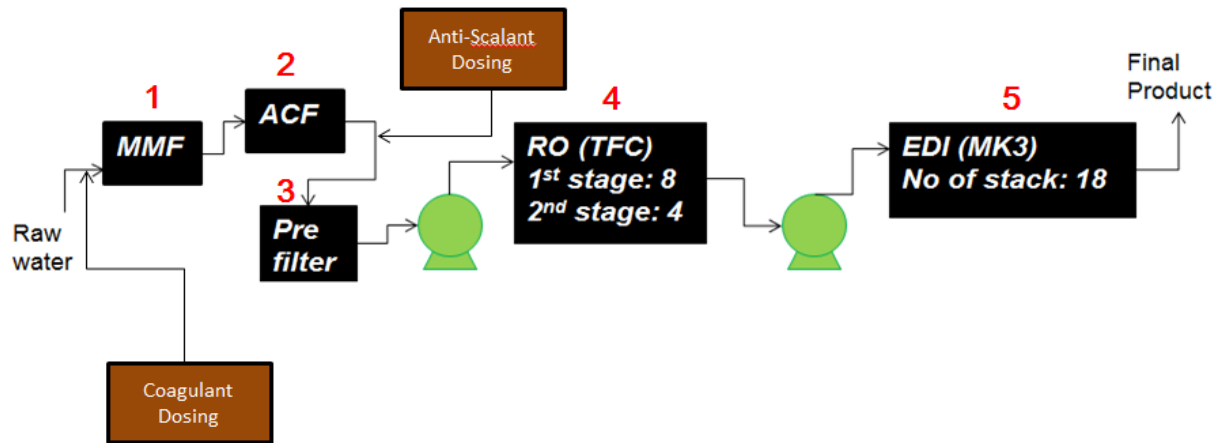 Anti-Scalant
Dosing
1
MMF
2
ACF
3
Pre
filter
4
RO (TFC)
1st stage: 8
2nd stage: 4
5
EDI (MK3)
No of stack: 18
Final
Product
Raw
water
Coagulant
Dosing